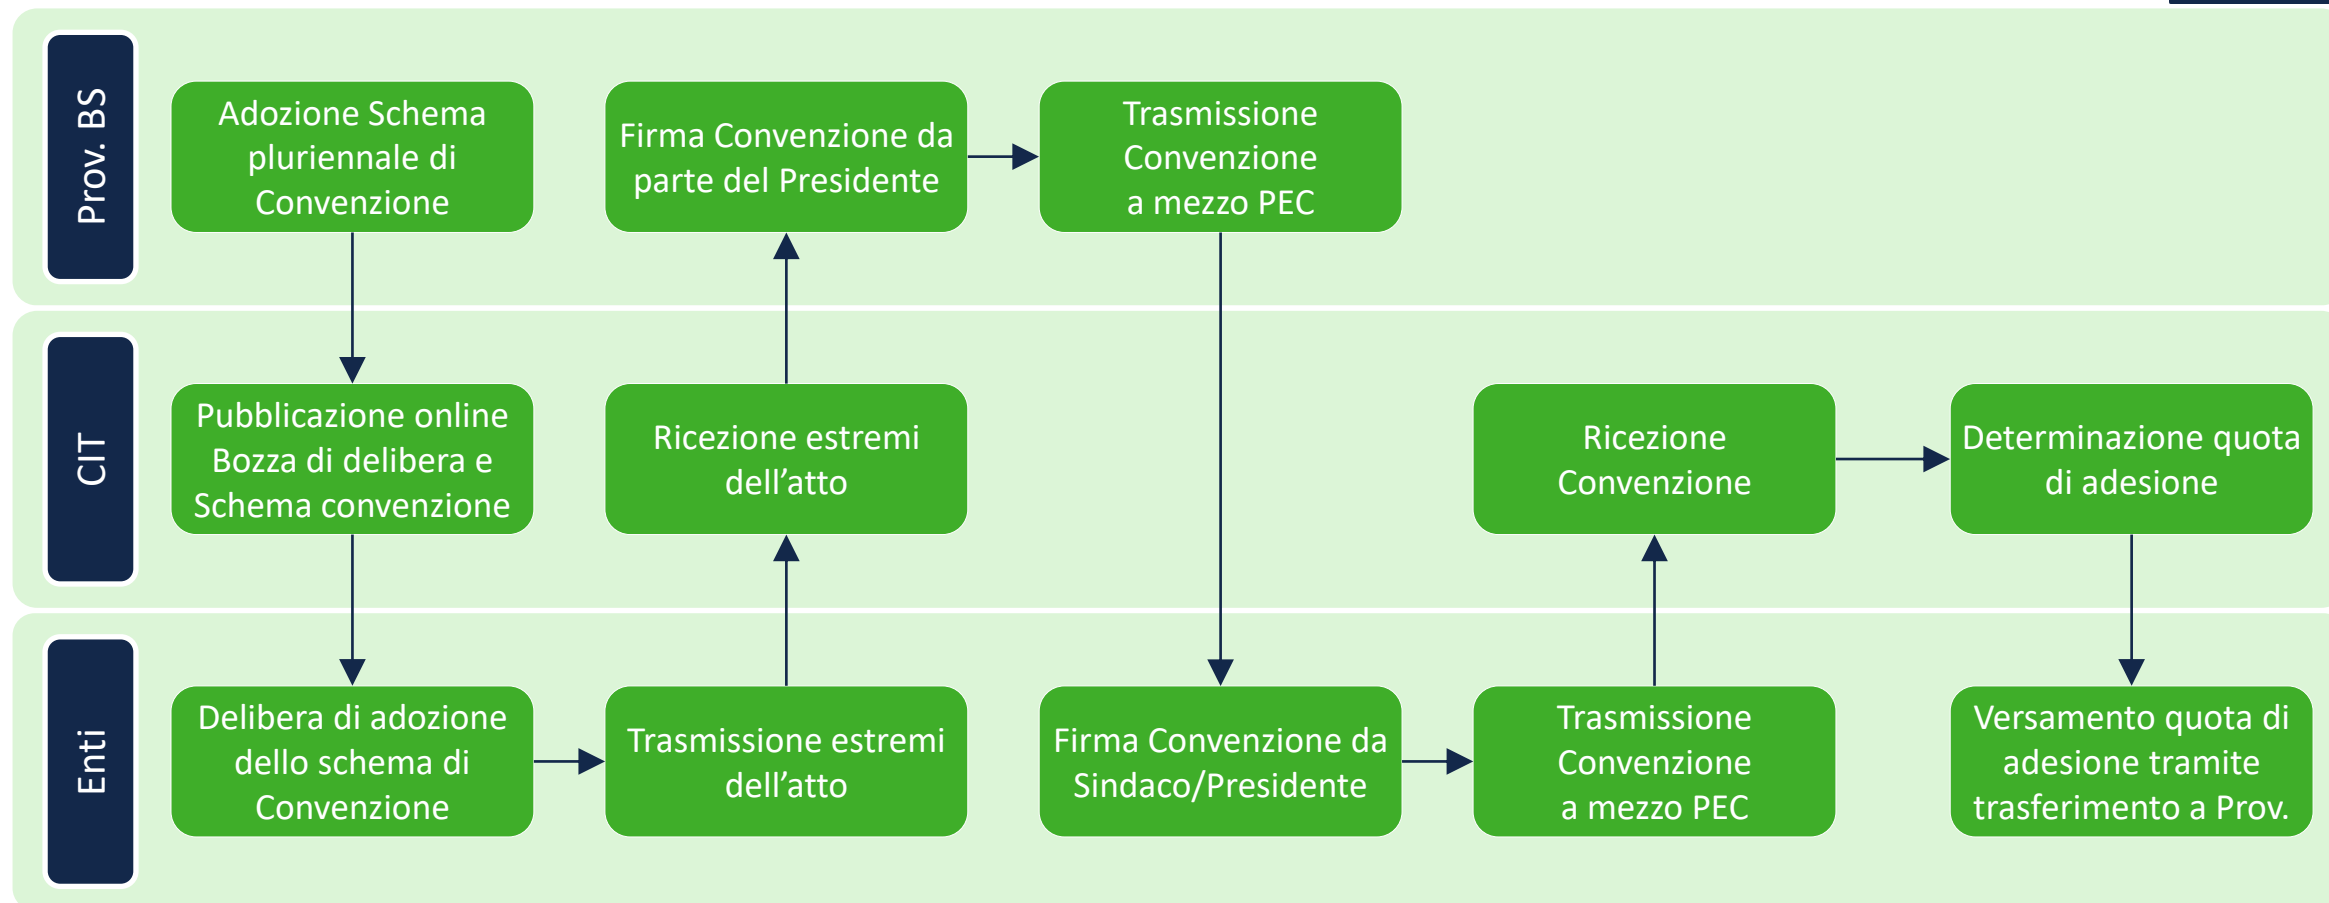 Prov. BS
Adozione Schema
pluriennale di
Convenzione
Firma Convenzione da
parte del Presidente
Trasmissione
Convenzione
a mezzo PEC
CIT
Pubblicazione online
Bozza di delibera e
Schema convenzione
Ricezione estremi
dell’atto
Ricezione
Convenzione
Determinazione quota
di adesione
Enti
Delibera di adozione
dello schema di
Convenzione
Trasmissione estremi
dell’atto
Firma Convenzione da
Sindaco/Presidente
Trasmissione
Convenzione
a mezzo PEC
Versamento quota di
adesione tramite
trasferimento a Prov.